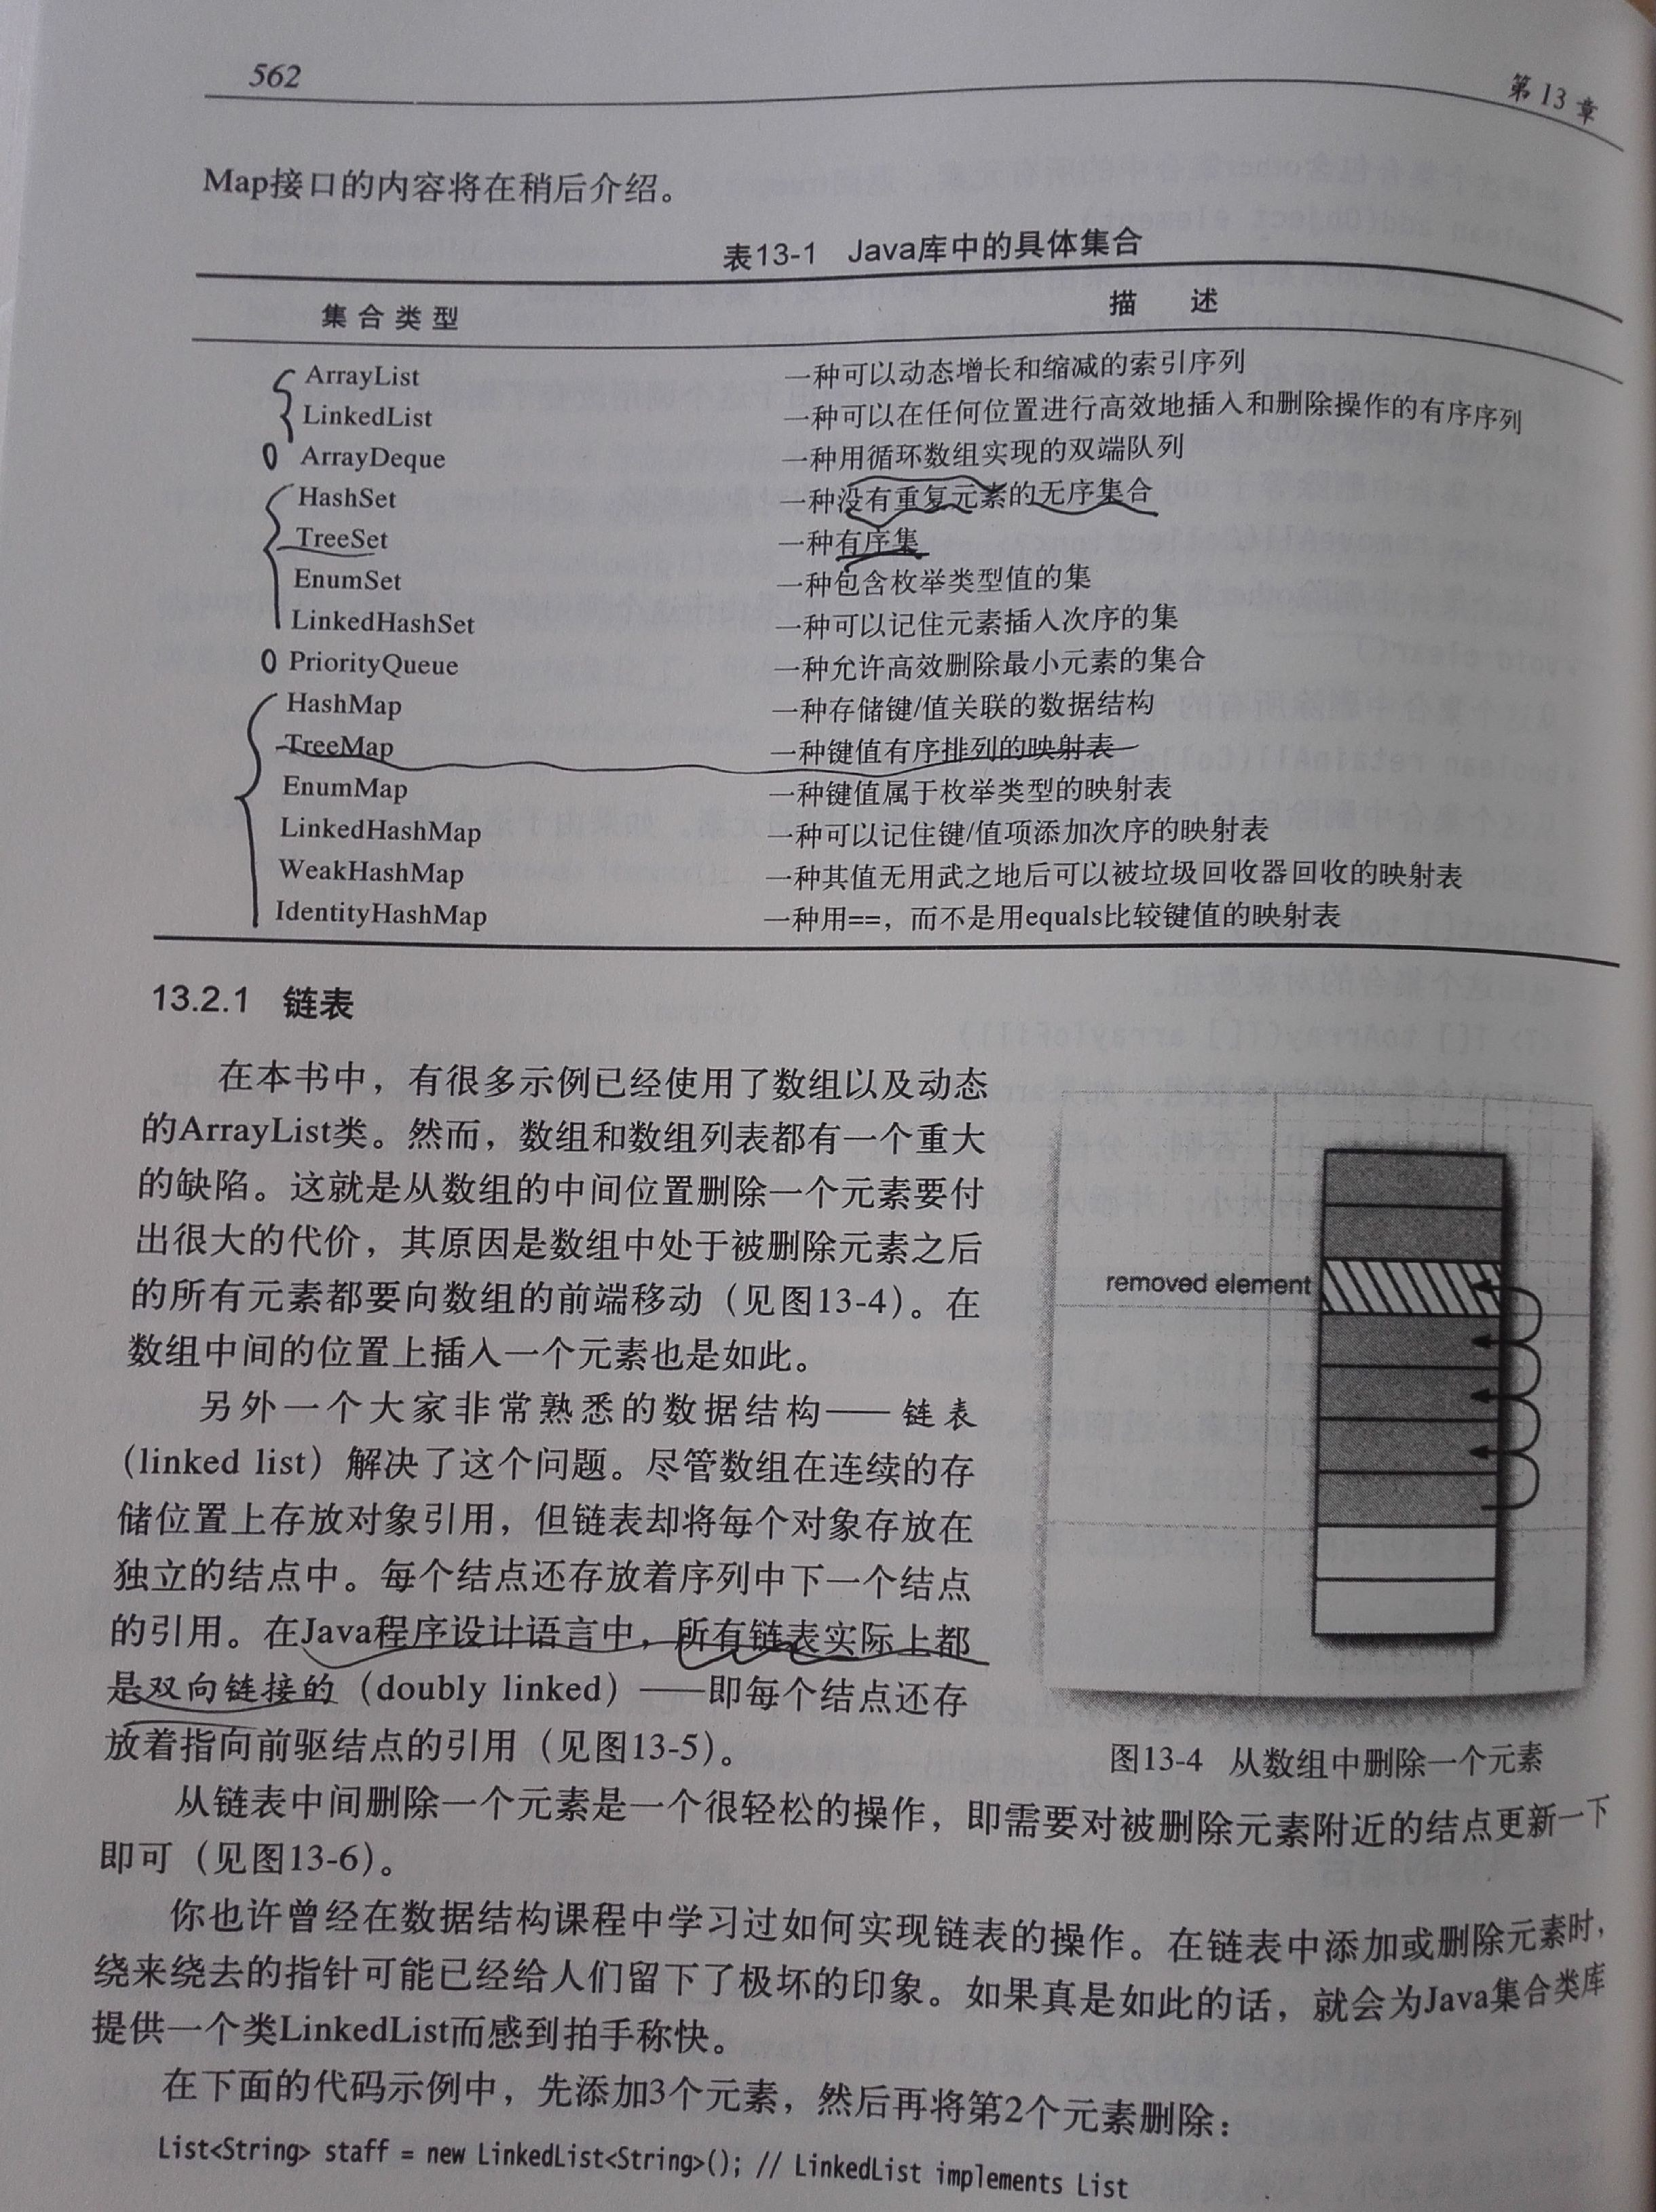 562
第13章
Map接口的内容将在稍后介绍。
表13-1 Java库中的具体集合
集合类型 描述
ArrayList 一种可以动态增长和缩减的索引序列
LinkedList 一种可以在任何位置进行高效地插入和删除操作的有序序列
ArrayDeque 一种用循环数组实现的双端队列
HashSet 一种没有重复元素的无序集合
TreeSet 一种有序集
EnumSet 一种包含枚举类型值的集
LinkedHashSet 一种可以记住元素插入次序的集
PriorityQueue 一种允许高效删除最小元素的集合
HashMap 一种存储键/值关联的数据结构
TreeMap 一种键值有序排列的映射表
EnumMap 一种键值属于枚举类型的映射表
LinkedHashMap 一种可以记住键/值项添加次序的映射表
WeakHashMap 一种其值无用武之地后可以被垃圾回收器回收的映射表
IdentityHashMap 一种用==，而不是用equals比较键值的映射表
13.2.1 链表
在本书中，有很多示例已经使用了数组以及动态
的ArrayList类。然而，数组和数组列表都有一个重大
的缺陷。这就是从数组的中间位置删除一个元素要付
出很大的代价，其原因是数组中处于被删除元素之后
的所有元素都要向数组的前端移动（见图13-4）。在
数组中间的位置上插入一个元素也是如此。
另外一个大家非常熟悉的数据结构——链表
（linked list）解决了这个问题。尽管数组在连续的存
储位置上存放对象引用，但链表却将每个对象存放在
独立的结点中。每个结点还存放着序列中下一个结点
的引用。在Java程序设计语言中，所有链表实际上都
是双向链接的（doubly linked）——即每个结点还存
放着指向前驱结点的引用（见图13-5）。
removed element
图13-4 从数组中删除一个元素
从链表中间删除一个元素是一个很轻松的操作，即需要对被删除元素附近的结点更新一下
即可（见图13-6）。
你也许曾经在数据结构课程中学习过如何实现链表的操作。在链表中添加或删除元素时，
绕来绕去的指针可能已经给人们留下了极坏的印象。如果真是如此的话，就会为Java集合类库
提供一个类LinkedList而感到拍手称快。
在下面的代码示例中，先添加3个元素，然后再将第2个元素删除：
List<String> staff = new LinkedList<String>(); // LinkedList implements List